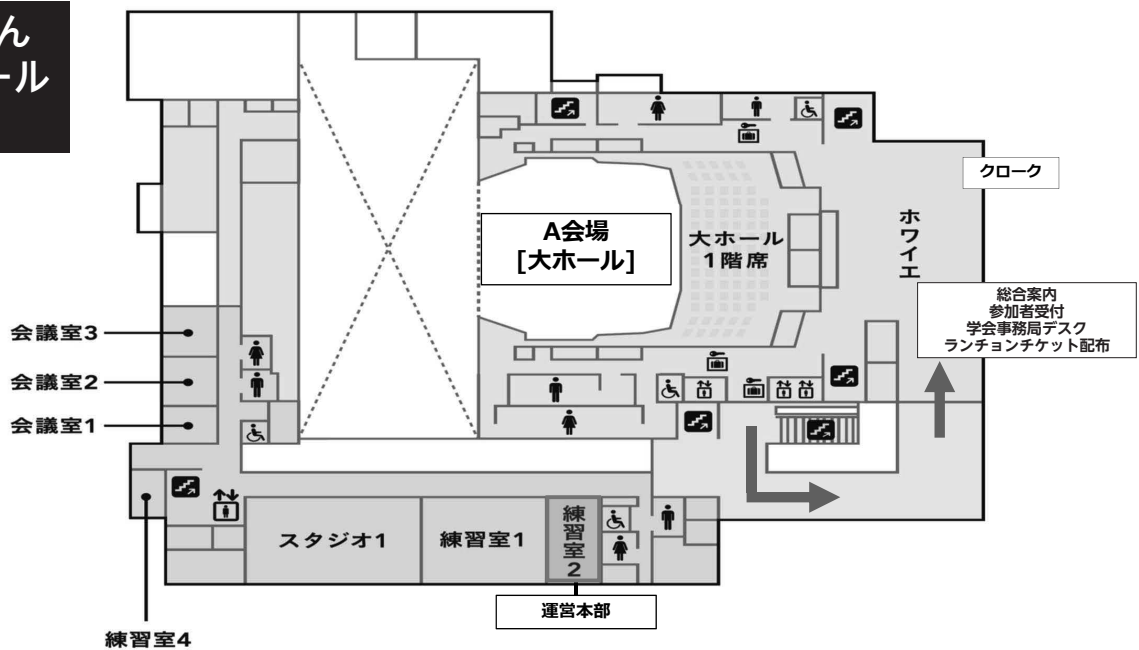 ん
ール
クローク
A会場
[大ホール]
大ホール
1階席
ホワイエ
総合案内
参加者受付
学会事務局デスク
ランチョンチケット配布
会議室3
会議室2
会議室1
スタジオ1
練習室1
練習室2
運営本部
練習室4